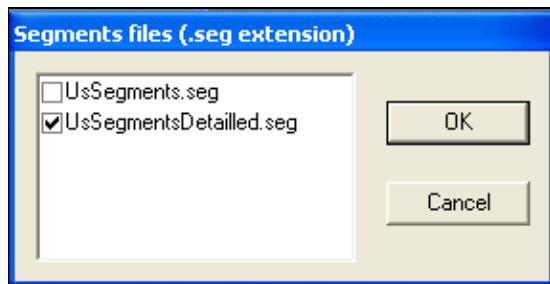 Segments files (.seg extension)
UsSegments.seg
UsSegmentsDetailled.seg
OK
Cancel